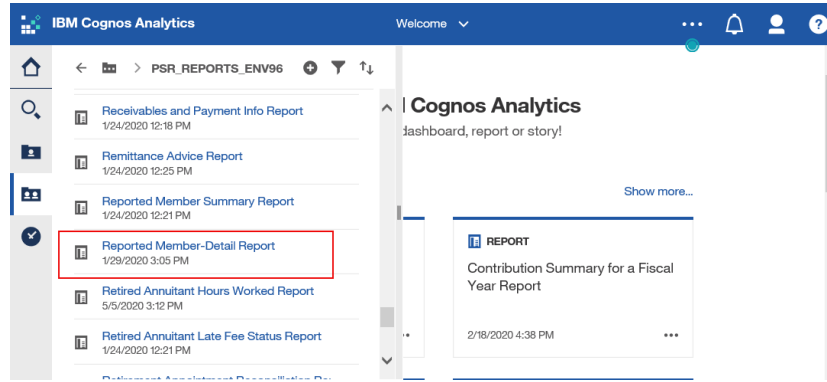 IBM Cognos Analytics
Welcome
?
PSR_REPORTS_ENV96
Receivables and Payment Info Report
1/24/2020 12:18 PM
Remittance Advice Report
1/24/2020 12:25 PM
Reported Member Summary Report
1/24/2020 12:21 PM
Reported Member-Detail Report
1/29/2020 3:05 PM
Retired Annuitant Hours Worked Report
5/5/2020 3:12 PM
Retired Annuitant Late Fee Status Report
1/24/2020 12:21 PM
Cognos Analytics
dashboard, report or story!
Show more...
REPORT
Contribution Summary for a Fiscal
Year Report
2/18/2020 4:38 PM